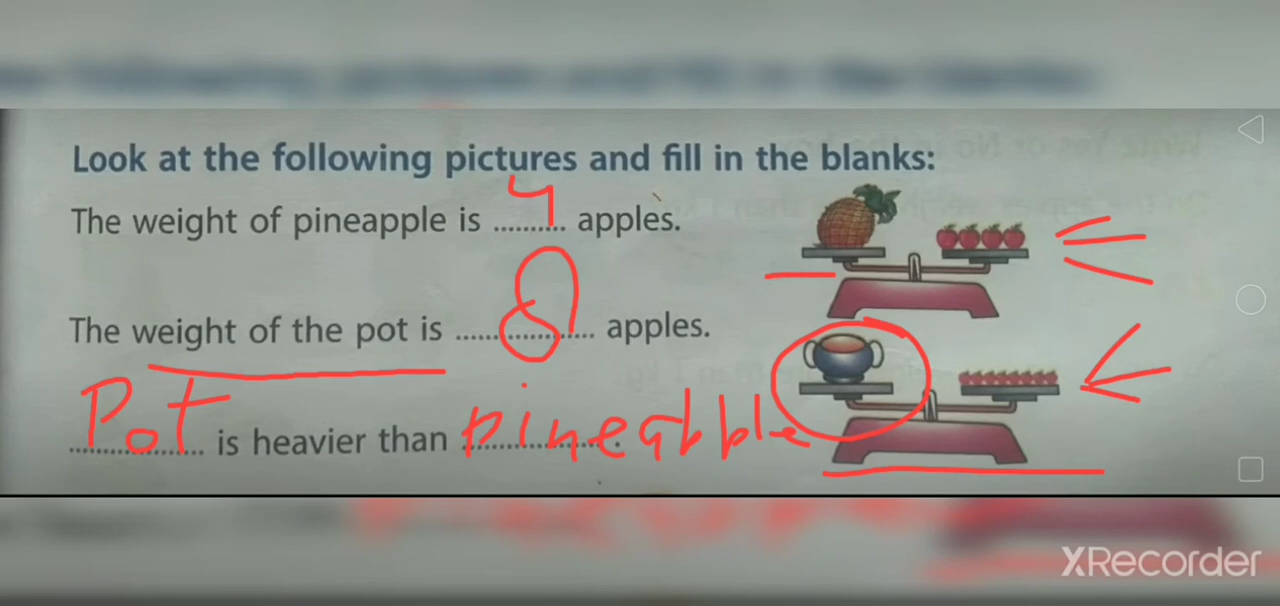 Look at the following pictures and fill in the blanks:
The weight of pineapple is ...4... apples.
The weight of the pot is ...8... apples.
Pot is heavier than pineabble.
XRecorder